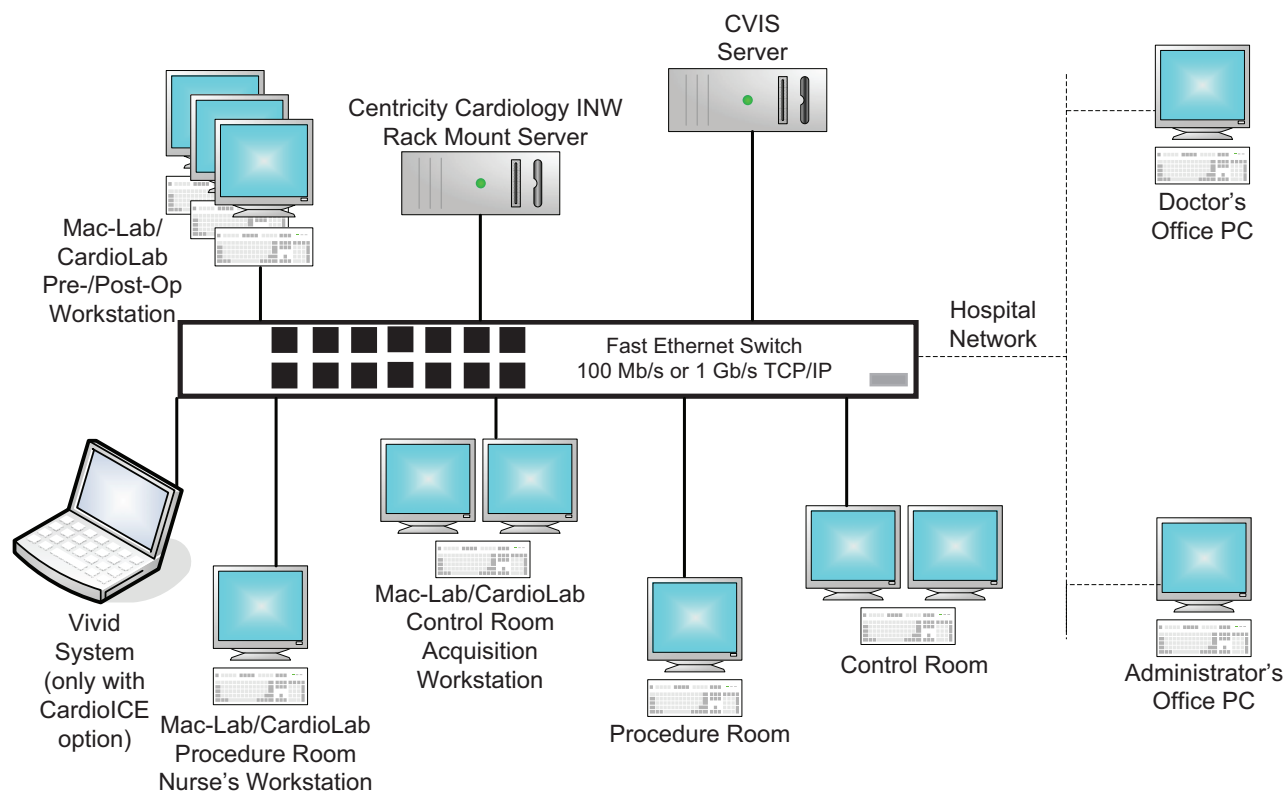 CVIS
Server
Centricity Cardiology INW
Rack Mount Server
Mac-Lab/
CardioLab
Pre-/Post-Op
Workstation
Doctor's
Office PC
Hospital
Network
Fast Ethernet Switch
100 Mb/s or 1 Gb/s TCP/IP
Vivid
System
(only with
CardioICE
option)
Mac-Lab/CardioLab
Procedure Room
Nurse's Workstation
Mac-Lab/CardioLab
Control Room
Acquisition
Workstation
Procedure Room
Control Room
Administrator's
Office PC